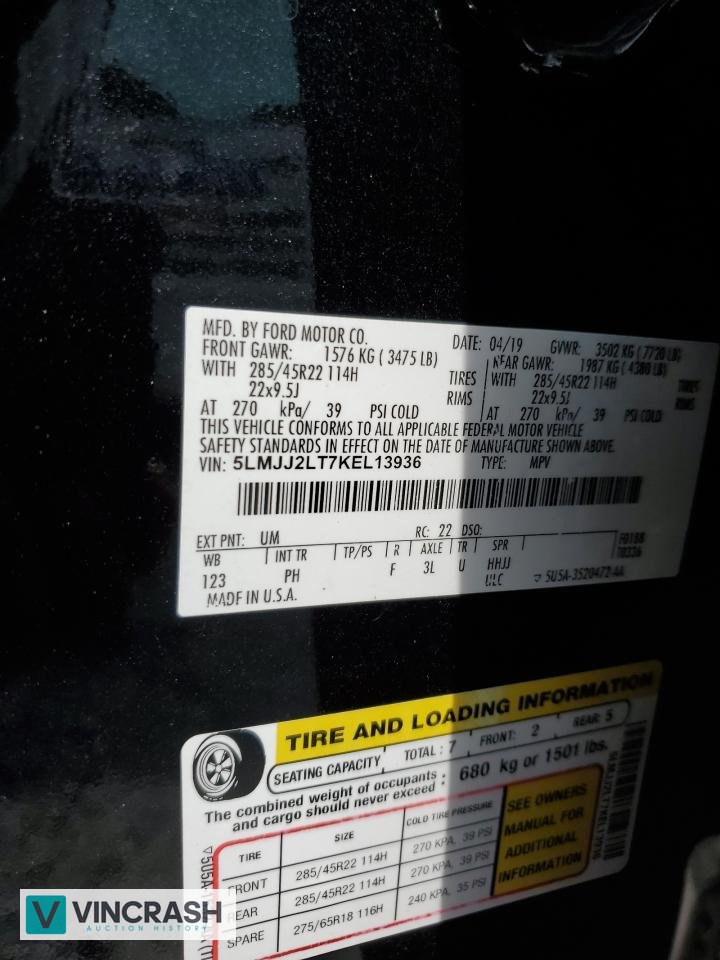 MFD. BY FORD MOTOR CO. DATE: 04/19 GVWR: 3502 KG ( 7720 LB)
FRONT GAWR: 1576 KG ( 3475 LB) REAR GAWR: 1987 KG ( 4380 LB)
WITH 285/45R22 114H TIRES WITH 285/45R22 114H TIRES
22x9.5J RIMS 22x9.5J RIMS
AT 270 kPa/ 39 PSI COLD AT 270 kPa/ 39 PSI COLD
THIS VEHICLE CONFORMS TO ALL APPLICABLE FEDERAL MOTOR VEHICLE
SAFETY STANDARDS IN EFFECT ON THE DATE OF MANUFACTURE SHOWN ABOVE.
VIN: 5LMJJ2LT7KEL13936 TYPE: MPV
EXT PNT: UM RC: 22 DSO:
WB INT TR TP/PS R AXLE TR SPR
123 PH F 3L U HHJJ
MADE IN U.S.A. 5U5A-3520472-AA
TIRE AND LOADING INFORMATION
SEATING CAPACITY TOTAL : 7 FRONT: 2 REAR: 5
The combined weight of occupants
and cargo should never exceed : 680 kg or 1501 lbs.
TIRE SIZE COLD TIRE PRESSURE
FRONT 285/45R22 114H 270 KPA, 39 PSI
REAR 285/45R22 114H 270 KPA, 39 PSI
SPARE 275/65R18 116H 240 KPA, 35 PSI
SEE OWNERS
MANUAL FOR
ADDITIONAL
INFORMATION
5LMJJ2LT7KEL13936
V VINCRASH
AUCTION HISTORY